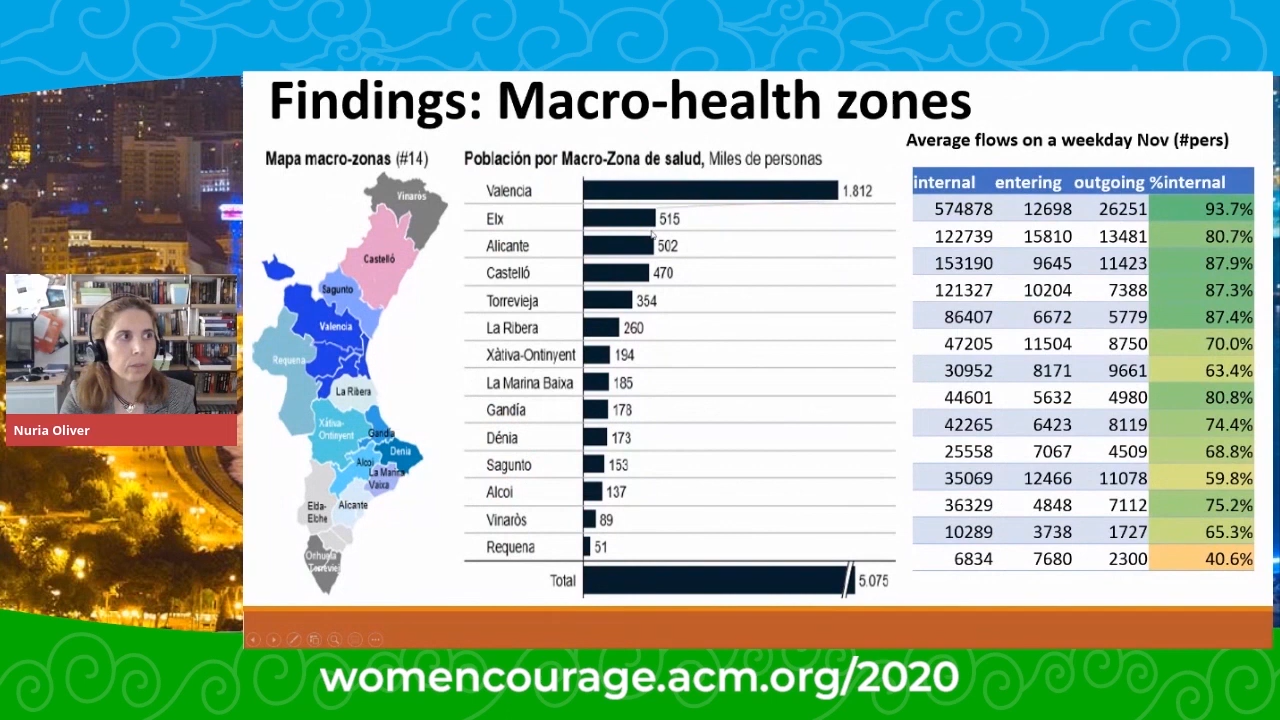 Findings: Macro-health zones
Average flows on a weekday Nov (#pers)
Mapa macro-zonas (#14)
Vinaròs
Castelló
Sagunto
Valencia
Requena
La Ribera
Xátiva-
Ontinyent
Gandía
Denia
Alcoi
La Marina
Vaixa
Elda-
Elche
Alicante
Población por Macro-Zona de salud, Miles de personas
Valencia 1.812
Elx 515
Alicante 502
Castelló 470
Torrevieja 354
La Ribera 260
Xàtiva-Ontinyent 194
La Marina Baixa 185
Gandía 178
Dénia 173
Sagunto 153
Alcoi 137
Vinaròs 89
Requena 51
Total 5.075
internal entering outgoing %internal
574878 12698 26251 93.7%
122739 15810 13481 80.7%
153190 9645 11423 87.9%
121327 10204 7388 87.3%
86407 6672 5779 87.4%
47205 11504 8750 70.0%
30952 8171 9661 63.4%
44601 5632 4980 80.8%
42265 6423 8119 74.4%
25558 7067 4509 68.8%
35069 12466 11078 59.8%
36329 4848 7112 75.2%
10289 3738 1727 65.3%
6834 7680 2300 40.6%
Nuria Oliver
womencourage.acm.org/2020